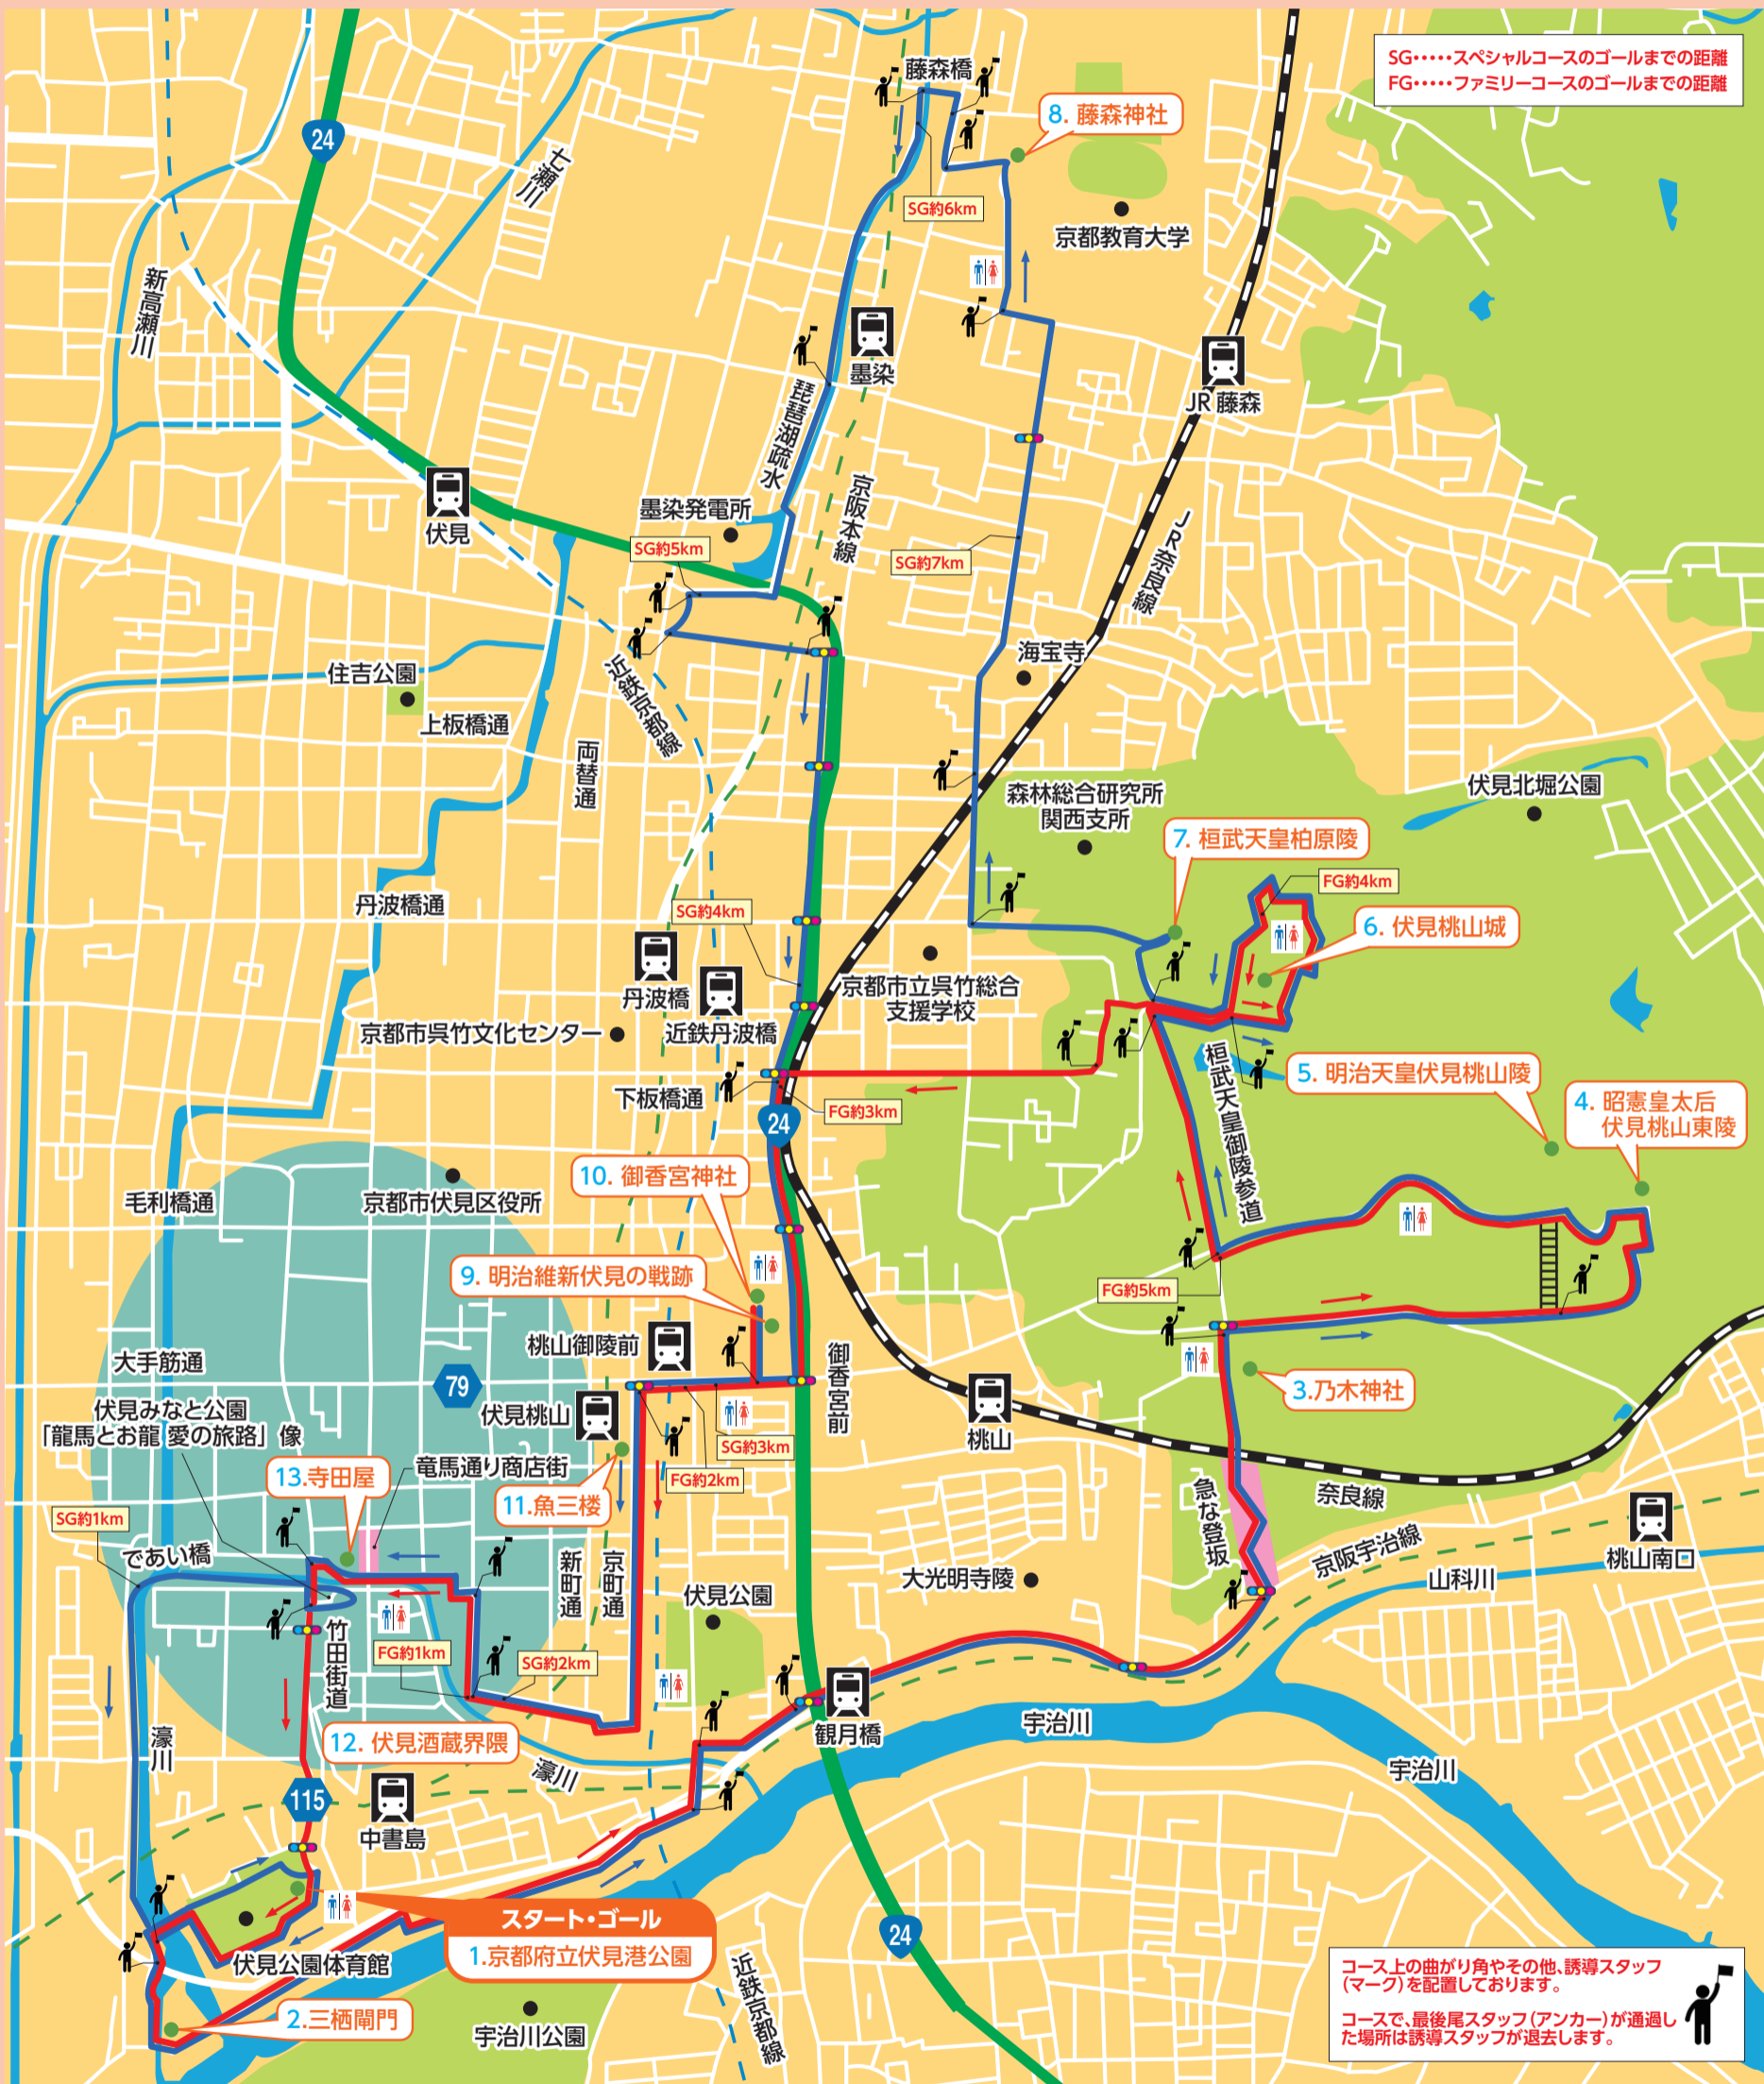 SG・・・・・スペシャルコースのゴールまでの距離
FG・・・・・ファミリーコースのゴールまでの距離
藤森橋
8. 藤森神社
24
七瀬川
SG約6km
京都教育大学
新高瀬川
墨染
JR 藤森
琵琶湖疏水
京阪本線
伏見
墨染発電所
SG約5km
SG約7km
JR奈良線
海宝寺
住吉公園
近鉄京都線
上板橋通
両替通
森林総合研究所
関西支所
伏見北堀公園
7. 桓武天皇柏原陵
FG約4km
丹波橋通
SG約4km
6. 伏見桃山城
丹波橋
近鉄丹波橋
京都市立呉竹総合
支援学校
京都市呉竹文化センター
下板橋通
FG約3km
24
桓武天皇御陵参道
5. 明治天皇伏見桃山陵
4. 昭憲皇太后
伏見桃山東陵
10. 御香宮神社
毛利橋通
京都市伏見区役所
9. 明治維新伏見の戦跡
FG約5km
桃山御陵前
御香宮前
大手筋通
79
3.乃木神社
伏見みなと公園
「龍馬とお龍 愛の旅路」像
伏見桃山
桃山
SG約3km
FG約2km
竜馬通り商店街
13.寺田屋
11.魚三楼
急な登坂
奈良線
SG約1km
であい橋
新町通
京町通
京阪宇治線
桃山南口
大光明寺陵
山科川
伏見公園
竹田街道
FG約1km
SG約2km
濠川
12. 伏見酒蔵界隈
観月橋
宇治川
宇治川
濠川
115
中書島
スタート・ゴール
1.京都府立伏見港公園
24
伏見公園体育館
近鉄京都線
2.三栖閘門
宇治川公園
コース上の曲がり角やその他、誘導スタッフ
(マーク)を配置しております。
コースで、最後尾スタッフ(アンカー)が通過し
た場所は誘導スタッフが退去します。